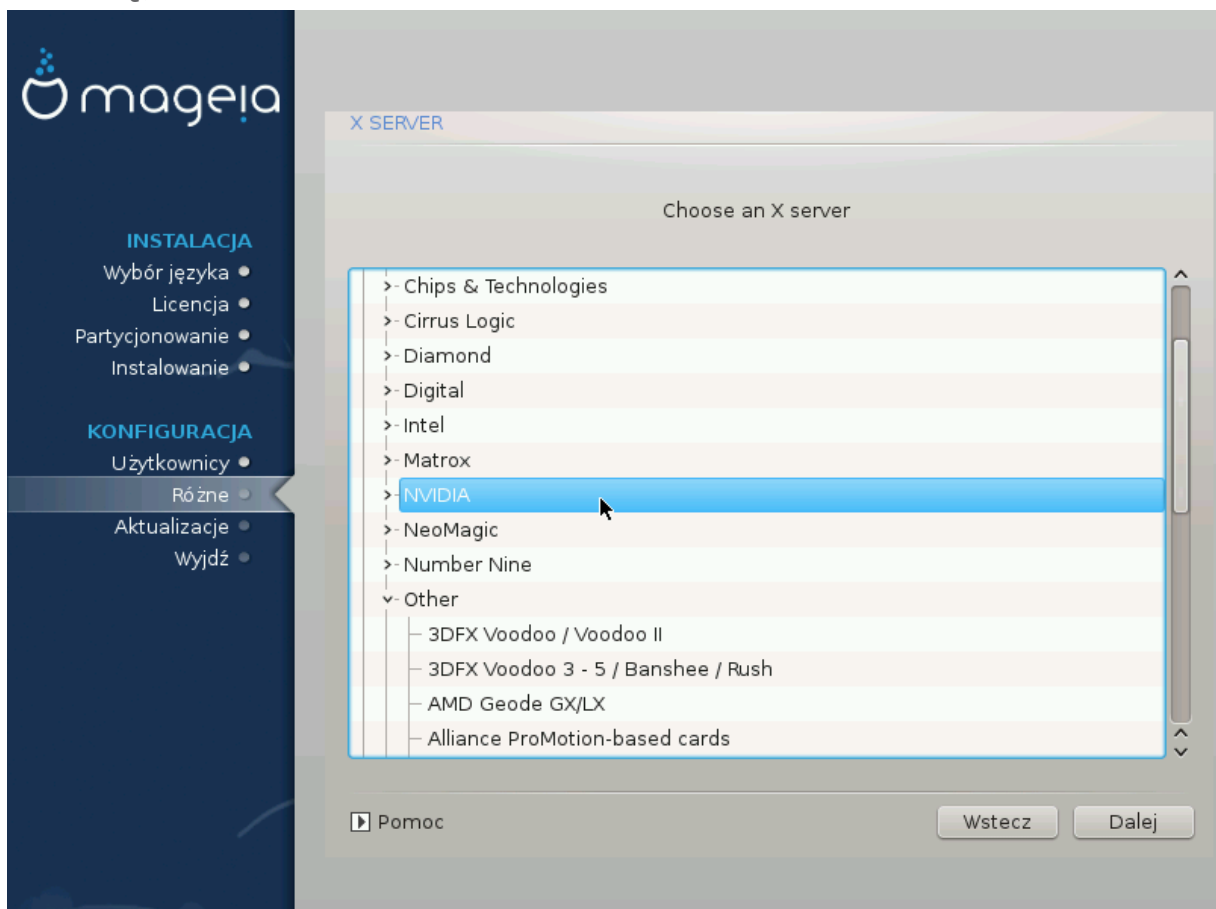 mageia
INSTALACJA
Wybór języka
Licencja
Partycjonowanie
Instalowanie
KONFIGURACJA
Użytkownicy
Różne
Aktualizacje
Wyjdź
X SERVER
Choose an X server
Chips & Technologies
Cirrus Logic
Diamond
Digital
Intel
Matrox
NVIDIA
NeoMagic
Number Nine
Other
3DFX Voodoo / Voodoo II
3DFX Voodoo 3 - 5 / Banshee / Rush
AMD Geode GX/LX
Alliance ProMotion-based cards
Pomoc
Wstecz
Dalej